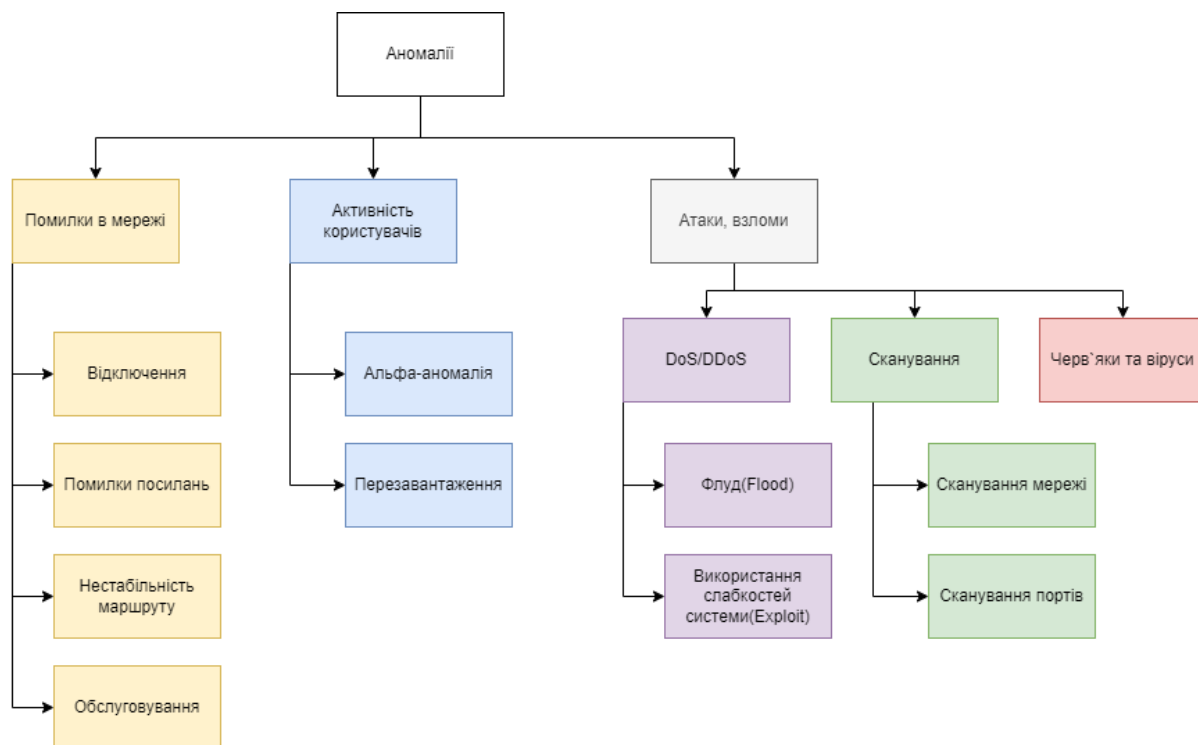 Аномалії
Помилки в мережі
Активність
користувачів
Атаки, взломи
Відключення
Помилки посилань
Нестабільність
маршруту
Обслуговування
Альфа-аномалія
Перезавантаження
DoS/DDoS
Флуд(Flood)
Використання
слабкостей
системи(Exploit)
Сканування
Сканування мережі
Сканування портів
Черв`яки та віруси